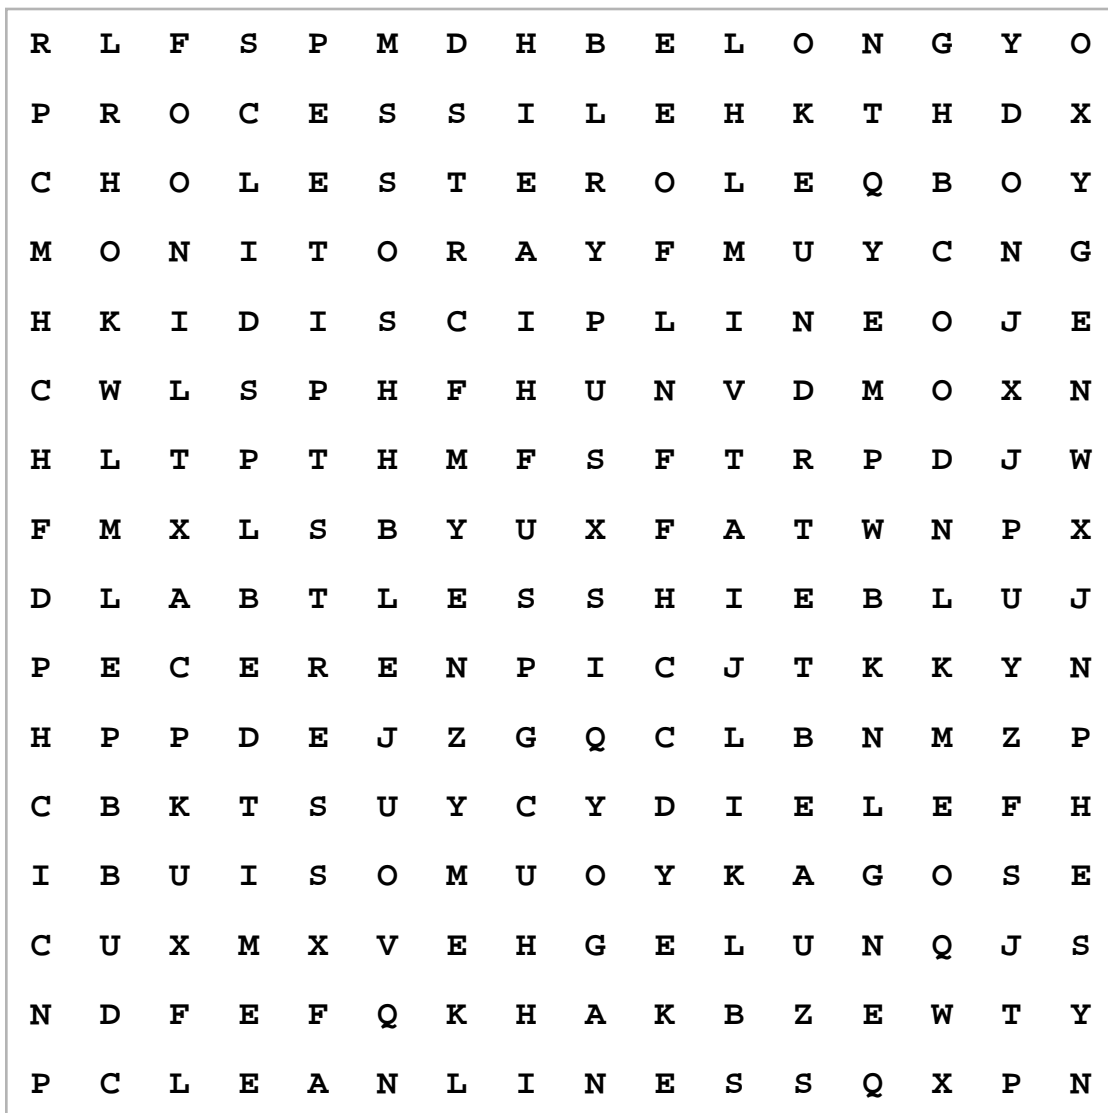 R L F S P M D H B E L O N G Y O
P R O C E S S I L E H K T H D X
C H O L E S T E R O L E Q B O Y
M O N I T O R A Y F M U Y C N G
H K I D I S C I P L I N E O J E
C W L S P H F H U N V D M O X N
H L T P T H M F S F T R P D J W
F M X L S B Y U X F A T W N P X
D L A B T L E S S H I E B L U J
P E C E R E N P I C J T K K Y N
H P P D E J Z G Q C L B N M Z P
C B K T S U Y C Y D I E L E F H
I B U I S O M U O Y K A G O S E
C U X M X V E H G E L U N Q J S
N D F E F Q K H A K B Z E W T Y
P C L E A N L I N E S S Q X P N